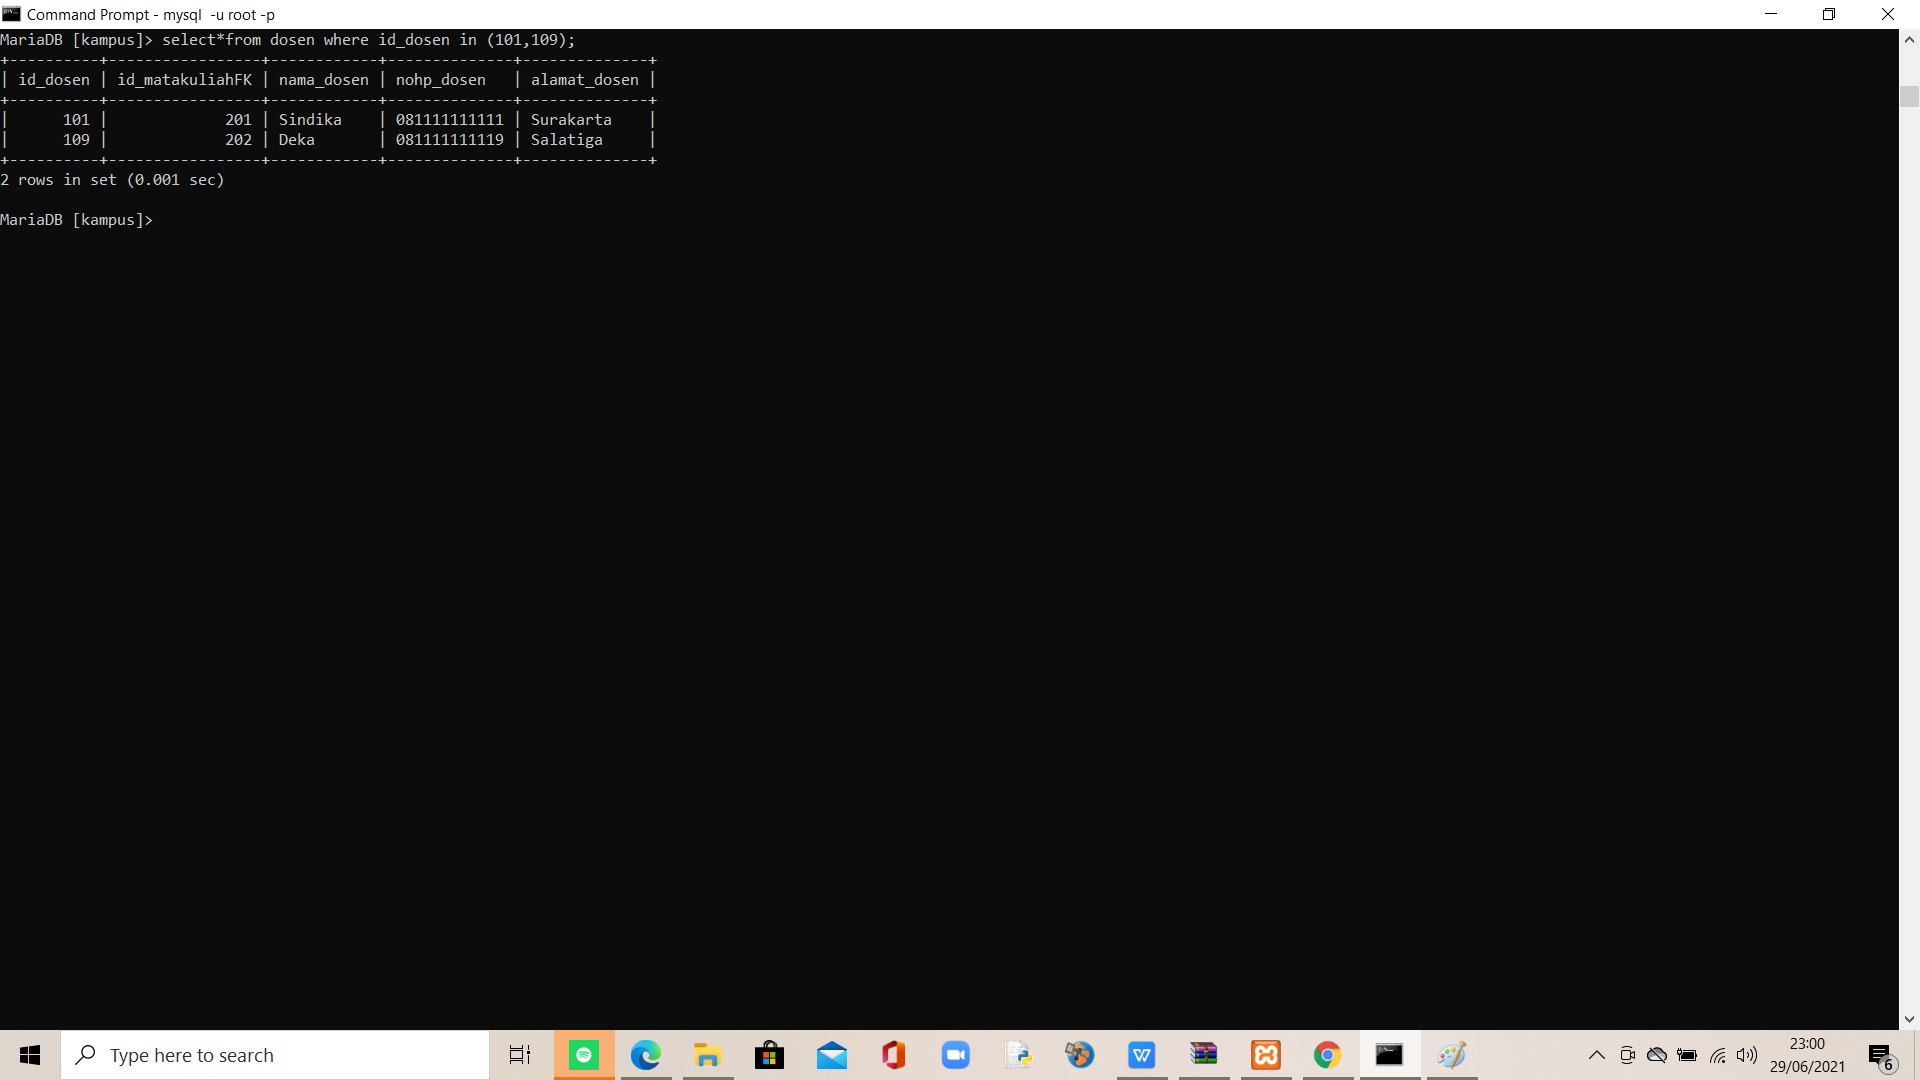 Command Prompt - mysql  -u root -p
MariaDB [kampus]> select*from dosen where id_dosen in (101,109);
+----------+-----------------+------------+--------------+--------------+
| id_dosen | id_matakuliahFK | nama_dosen | nohp_dosen   | alamat_dosen |
+----------+-----------------+------------+--------------+--------------+
|      101 |             201 | Sindika    | 081111111111 | Surakarta    |
|      109 |             202 | Deka       | 081111111119 | Salatiga     |
+----------+-----------------+------------+--------------+--------------+
2 rows in set (0.001 sec)
MariaDB [kampus]>
Type here to search
23:00
29/06/2021
6